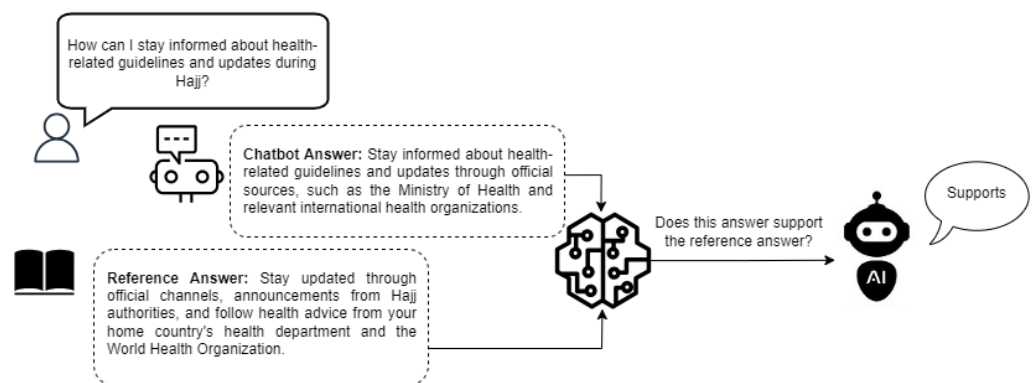 How can I stay informed about health-
related guidelines and updates during
Hajj?
Chatbot Answer: Stay informed about health-
related guidelines and updates through official
sources, such as the Ministry of Health and
relevant international health organizations.
Reference Answer: Stay updated through
official channels, announcements from Hajj
authorities, and follow health advice from your
home country's health department and the
World Health Organization.
Does this answer support
the reference answer?
AI
Supports